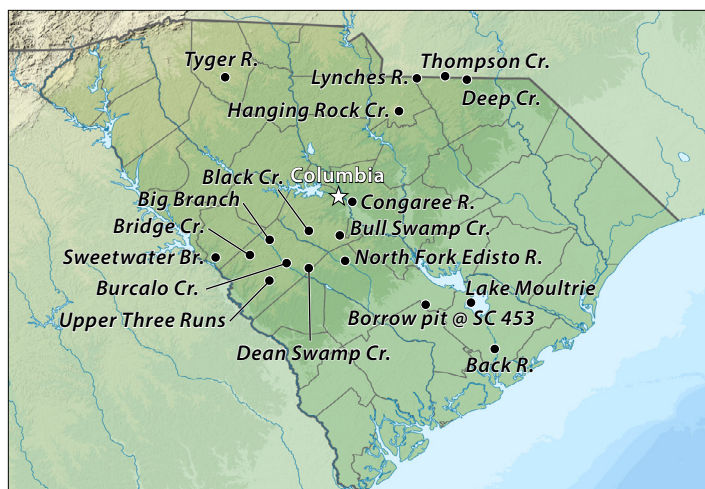 Tyger R.
Thompson Cr.
Lynches R.
Deep Cr.
Hanging Rock Cr.
Columbia
Black Cr.
Big Branch
Congaree R.
Bridge Cr.
Bull Swamp Cr.
Sweetwater Br.
North Fork Edisto R.
Burcalo Cr.
Lake Moultrie
Upper Three Runs
Borrow pit @ SC 453
Dean Swamp Cr.
Back R.